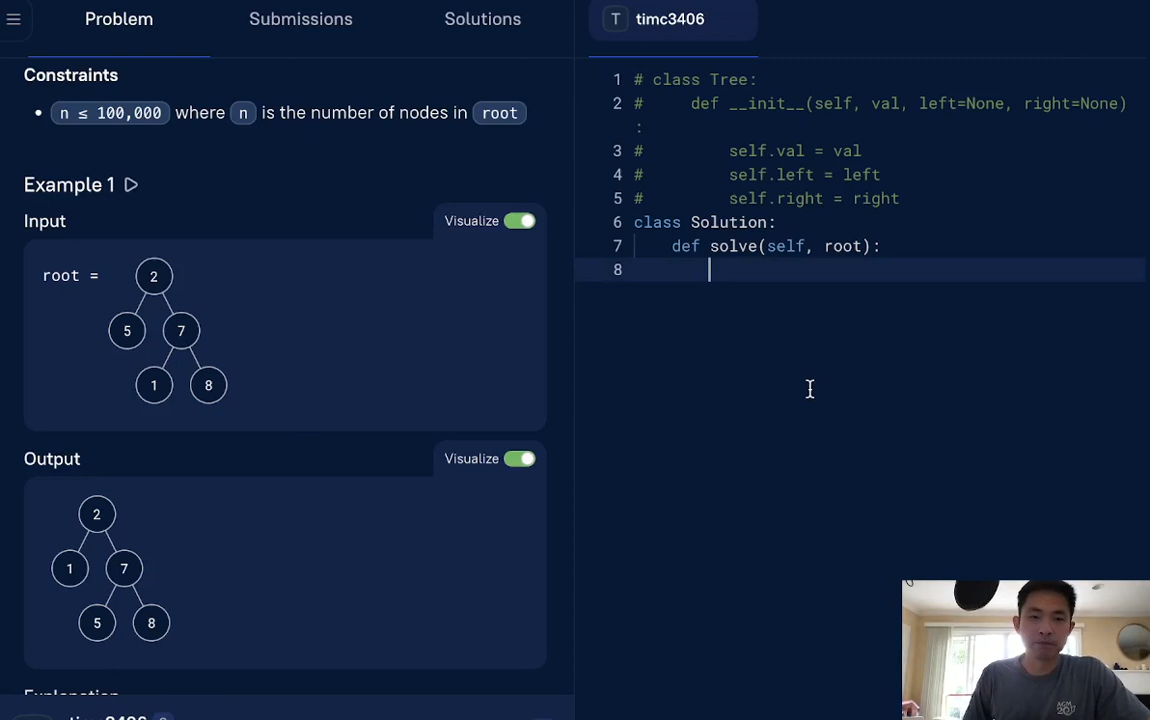 Problem Submissions Solutions
Constraints
• n ≤ 100,000 where n is the number of nodes in root
Example 1
Input
Visualize
root =
2
5 7
1 8
Output
Visualize
2
1 7
5 8
T timc3406
1 # class Tree:
2 #     def __init__(self, val, left=None, right=None)
:
3 #         self.val = val
4 #         self.left = left
5 #         self.right = right
6 class Solution:
7     def solve(self, root):
8